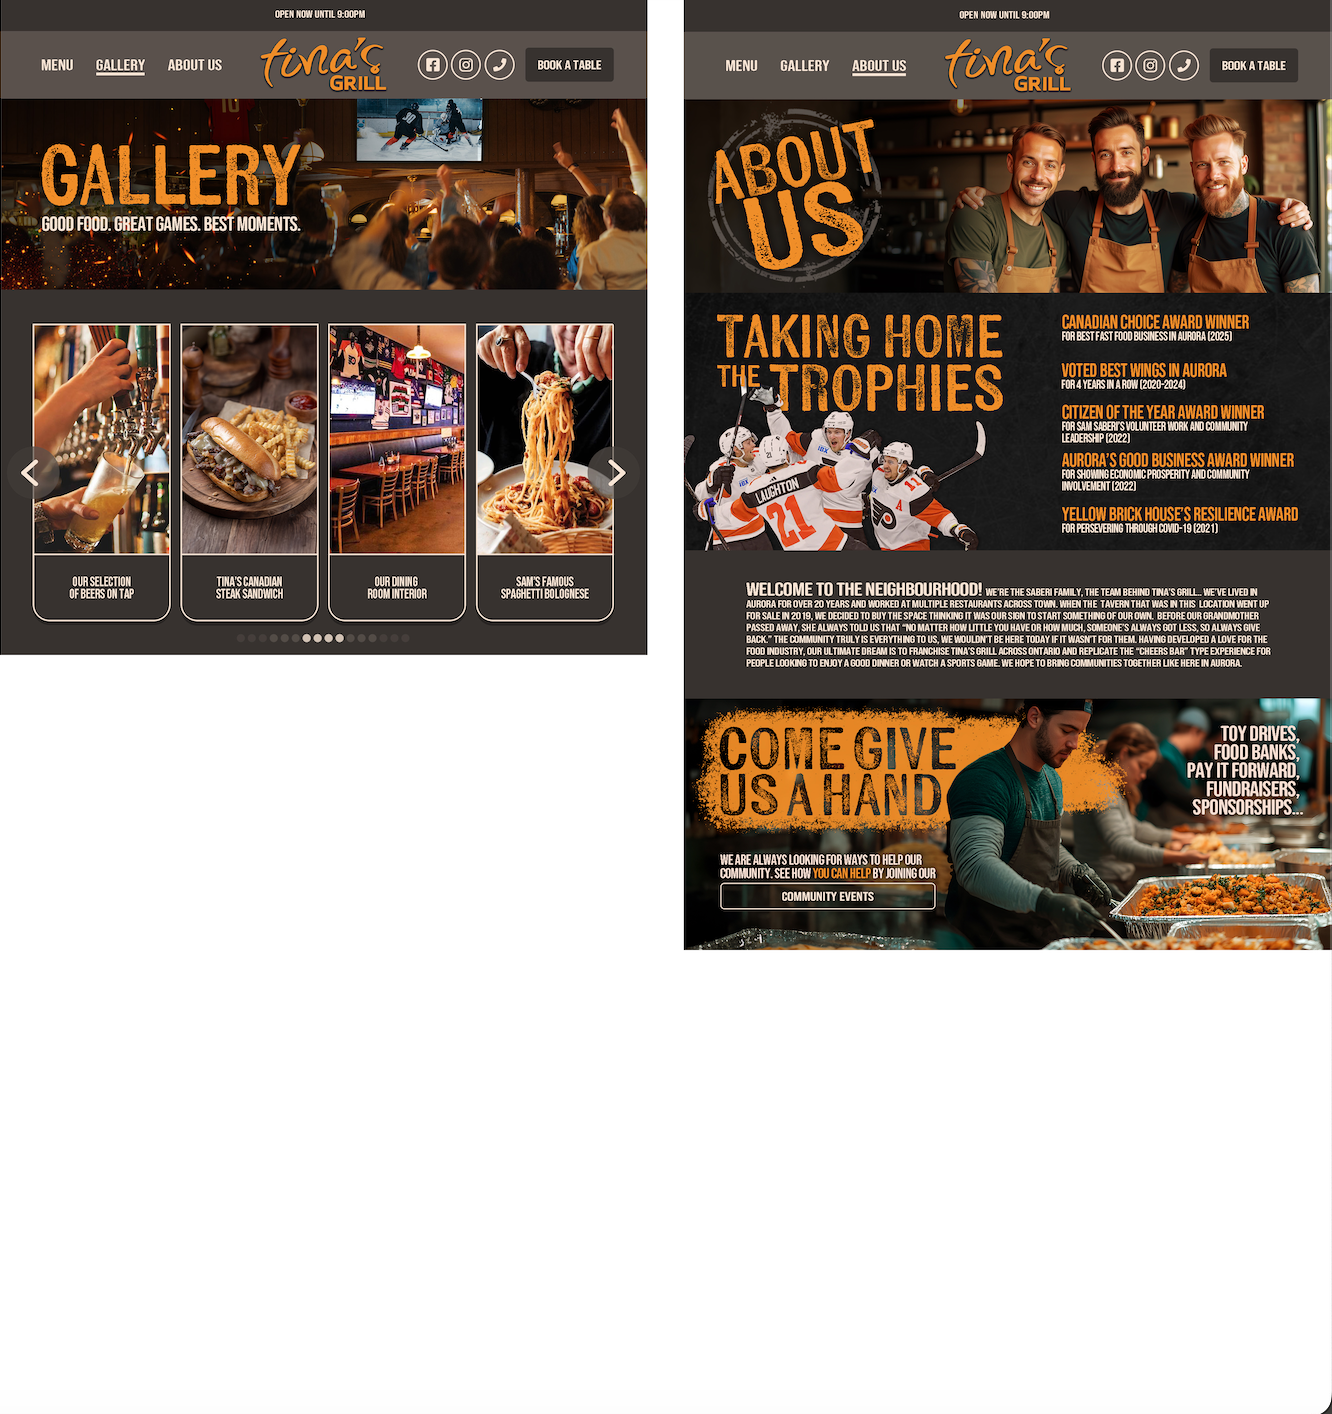 OPEN NOW UNTIL 9:00PM
MENU
GALLERY
ABOUT US
tina's
GRILL
BOOK A TABLE
GALLERY
GOOD FOOD. GREAT GAMES. BEST MOMENTS.
OUR SELECTION
OF BEERS ON TAP
TINA'S CANADIAN
STEAK SANDWICH
OUR DINING
ROOM INTERIOR
SAM'S FAMOUS
SPAGHETTI BOLOGNESE
OPEN NOW UNTIL 9:00PM
MENU
GALLERY
ABOUT US
tina's
GRILL
BOOK A TABLE
ABOUT
US
TAKING HOME
THE TROPHIES
LAUGHTON
21
11
A
CANADIAN CHOICE AWARD WINNER
FOR BEST FAST FOOD BUSINESS IN AURORA (2025)
VOTED BEST WINGS IN AURORA
FOR 4 YEARS IN A ROW (2020-2024)
CITIZEN OF THE YEAR AWARD WINNER
FOR SAM SABERI'S VOLUNTEER WORK AND COMMUNITY
LEADERSHIP (2022)
AURORA'S GOOD BUSINESS AWARD WINNER
FOR SHOWING ECONOMIC PROSPERITY AND COMMUNITY
INVOLVEMENT (2022)
YELLOW BRICK HOUSE'S RESILIENCE AWARD
FOR PERSEVERING THROUGH COVID-19 (2021)
WELCOME TO THE NEIGHBOURHOOD! WE'RE THE SABERI FAMILY, THE TEAM BEHIND TINA'S GRILL.. WE'VE LIVED IN
AURORA FOR OVER 20 YEARS AND WORKED AT MULTIPLE RESTAURANTS ACROSS TOWN. WHEN THE TAVERN THAT WAS IN THIS LOCATION WENT UP
FOR SALE IN 2019, WE DECIDED TO BUY THE SPACE THINKING IT WAS OUR SIGN TO START SOMETHING OF OUR OWN. BEFORE OUR GRANDMOTHER
PASSED AWAY, SHE ALWAYS TOLD US THAT "NO MATTER HOW LITTLE YOU HAVE OR HOW MUCH, SOMEONE'S ALWAYS GOT LESS, SO ALWAYS GIVE
BACK." THE COMMUNITY TRULY IS EVERYTHING TO US, WE WOULDN'T BE HERE TODAY IF IT WASN'T FOR THEM. HAVING DEVELOPED A LOVE FOR THE
FOOD INDUSTRY, OUR ULTIMATE DREAM IS TO FRANCHISE TINA'S GRILL ACROSS ONTARIO AND REPLICATE THE "CHEERS BAR" TYPE EXPERIENCE FOR
PEOPLE LOOKING TO ENJOY A GOOD DINNER OR WATCH A SPORTS GAME. WE HOPE TO BRING COMMUNITIES TOGETHER LIKE HERE IN AURORA.
COME GIVE
US A HAND
TOY DRIVES,
FOOD BANKS,
PAY IT FORWARD,
FUNDRAISERS,
SPONSORSHIPS...
WE ARE ALWAYS LOOKING FOR WAYS TO HELP OUR
COMMUNITY. SEE HOW YOU CAN HELP BY JOINING OUR
COMMUNITY EVENTS